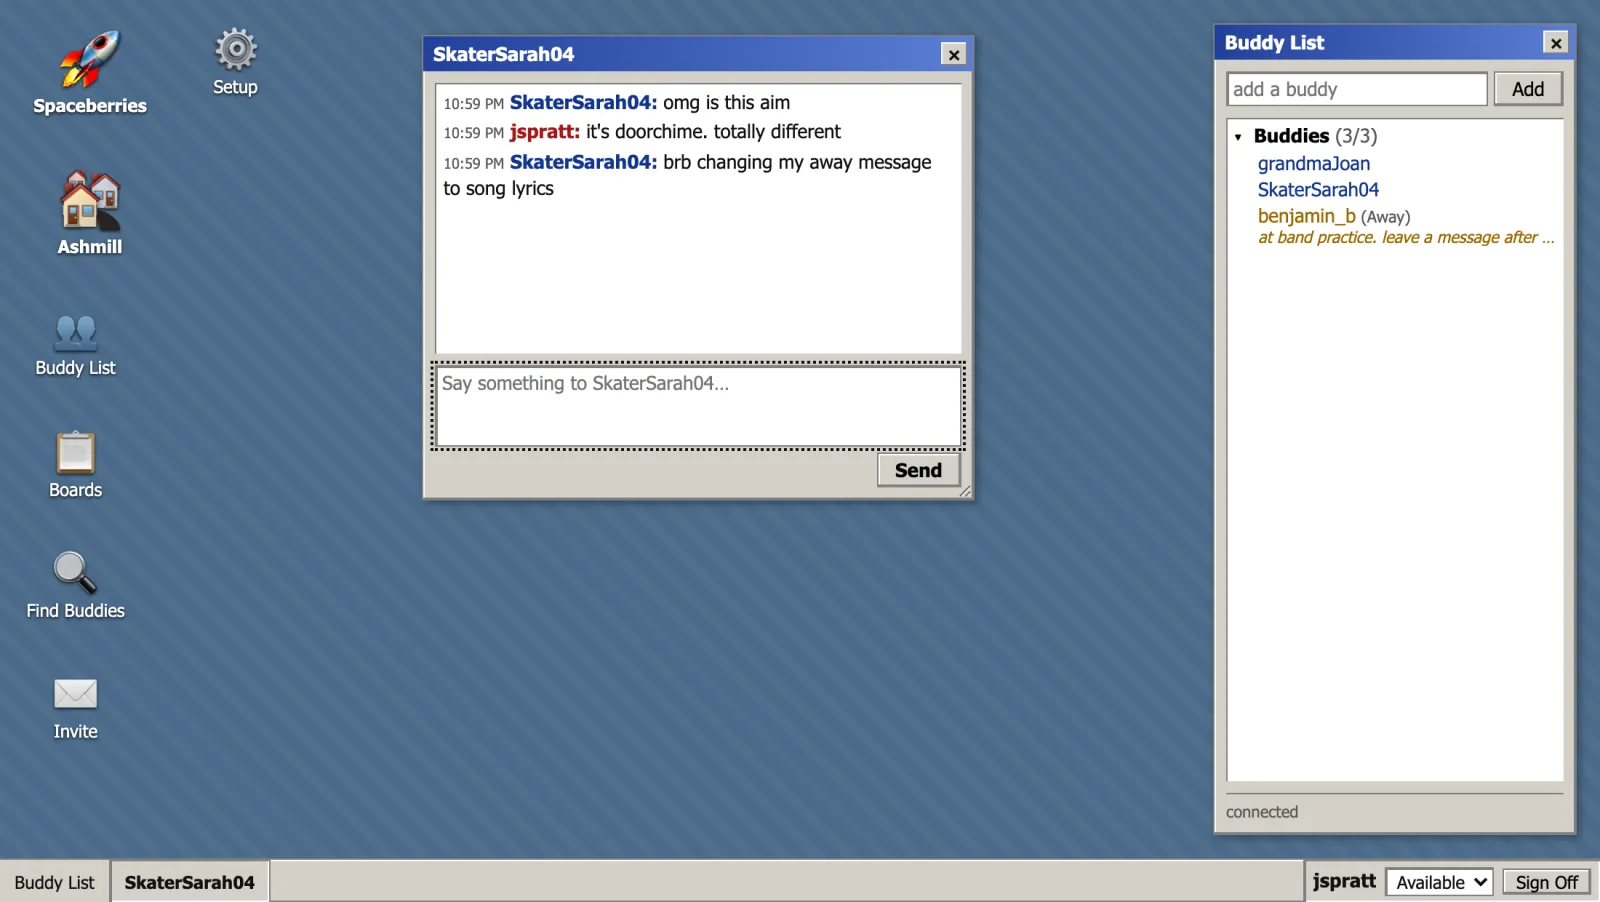 Spaceberries
Setup
Ashmill
Buddy List
Boards
Find Buddies
Invite
SkaterSarah04
10:59 PM SkaterSarah04: omg is this aim
10:59 PM jspratt: it's doorchime. totally different
10:59 PM SkaterSarah04: brb changing my away message
to song lyrics
Say something to SkaterSarah04...
Send
Buddy List
add a buddy
Add
Buddies (3/3)
grandmaJoan
SkaterSarah04
benjamin_b (Away)
at band practice. leave a message after ...
connected
Buddy List
SkaterSarah04
jspratt
Available
Sign Off